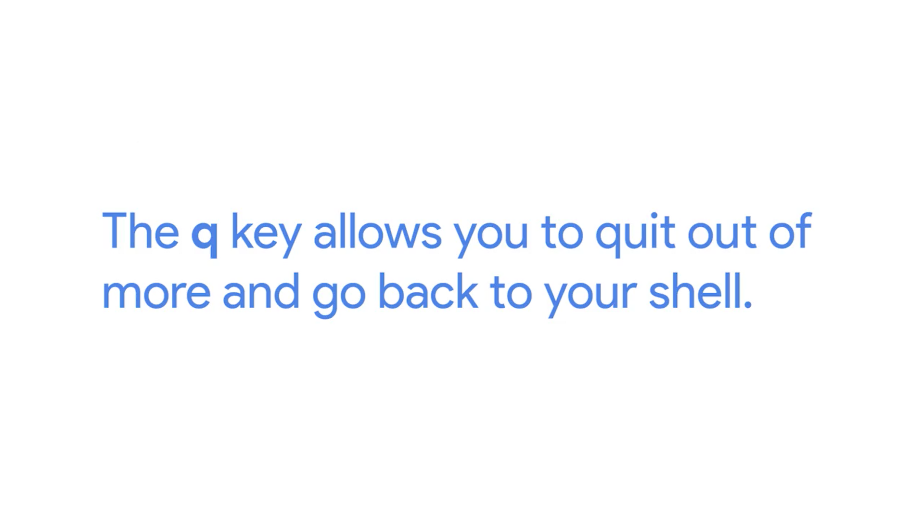 The q key allows you to quit out of
more and go back to your shell.